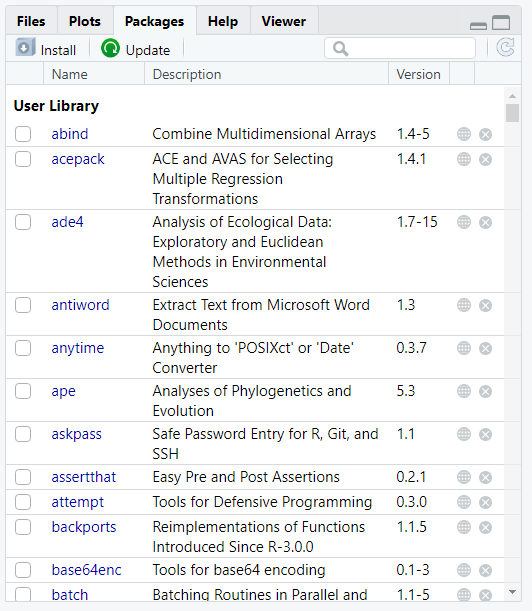 Files Plots Packages Help Viewer
Install Update
Name Description Version
User Library
abind Combine Multidimensional Arrays 1.4-5
acepack ACE and AVAS for Selecting 1.4.1
Multiple Regression
Transformations
ade4 Analysis of Ecological Data: 1.7-15
Exploratory and Euclidean
Methods in Environmental
Sciences
antiword Extract Text from Microsoft Word 1.3
Documents
anytime Anything to 'POSIXct' or 'Date' 0.3.7
Converter
ape Analyses of Phylogenetics and 5.3
Evolution
askpass Safe Password Entry for R, Git, and 1.1
SSH
assertthat Easy Pre and Post Assertions 0.2.1
attempt Tools for Defensive Programming 0.3.0
backports Reimplementations of Functions 1.1.5
Introduced Since R-3.0.0
base64enc Tools for base64 encoding 0.1-3
batch Batching Routines in Parallel and 1.1-5